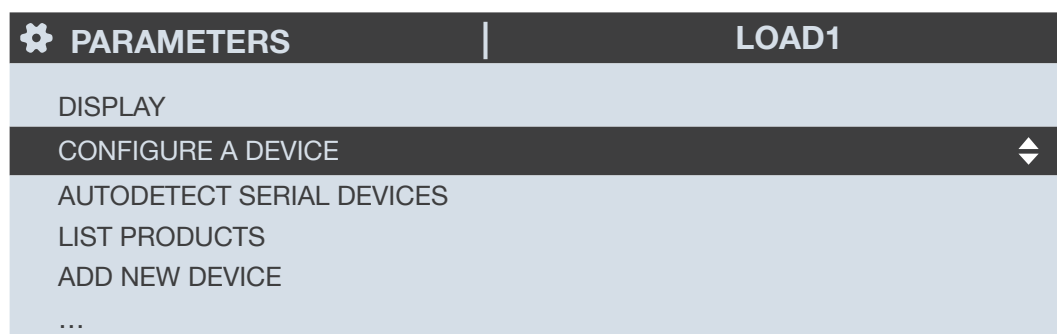 PARAMETERS | LOAD1
DISPLAY
CONFIGURE A DEVICE
AUTODETECT SERIAL DEVICES
LIST PRODUCTS
ADD NEW DEVICE
...